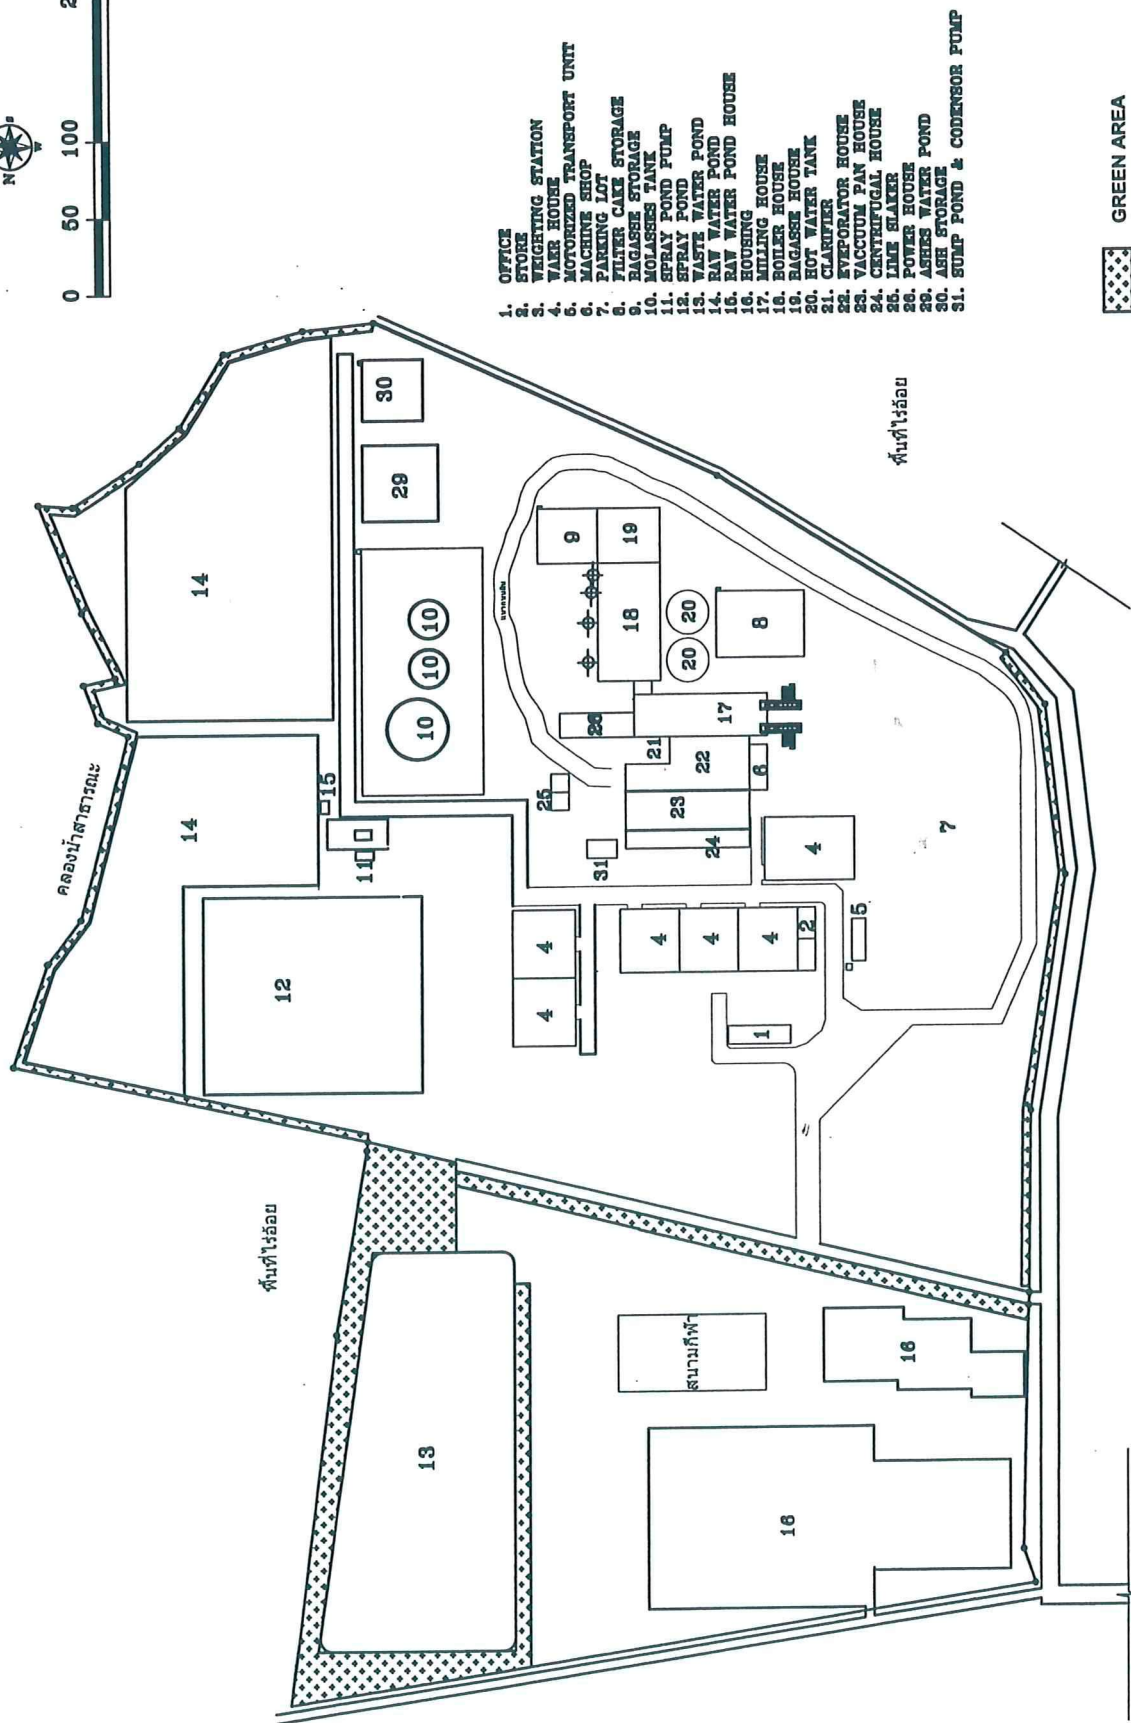 N
0 50 100
1. OFFICE
2. STORE
3. WEIGHTING STATION
4. WAER HOUSE
5. MOTORIZED TRANSPORT UNIT
6. MACHINE SHOP
7. PARKING LOT
8. FILTER CAKE STORAGE
9. BAGASSE STORAGE
10. MOLASSES TANK
11. SPRAY POND PUMP
12. SPRAY POND
13. VASTE WATER POND
14. RAW WATER POND
15. RAW WATER POND HOUSE
16. HOUSING
17. MILLING HOUSE
18. BOILER HOUSE
19. BAGASSE HOUSE
20. HOT WATER TANK
21. CLARIFIER
22. EVEPORATOR HOUSE
23. VACCUUM PAN HOUSE
24. CENTRIFUGAL HOUSE
25. LIME SLAKER
26. POWER HOUSE
29. ASHES WATER POND
30. ASH STORAGE
31. SUMP POND & CODENSOR PUMP
GREEN AREA
คลองน้ำสาธารณะ
พื้นที่ไร่อ้อย
พื้นที่ไร่อ้อย
สนามกีฬา
14
14
15
11
12
13
30
29
10
10
10
9
19
18
20
20
8
26
17
21
22
6
25
23
24
31
4
7
4
4
4
4
4
2
5
1
16
16